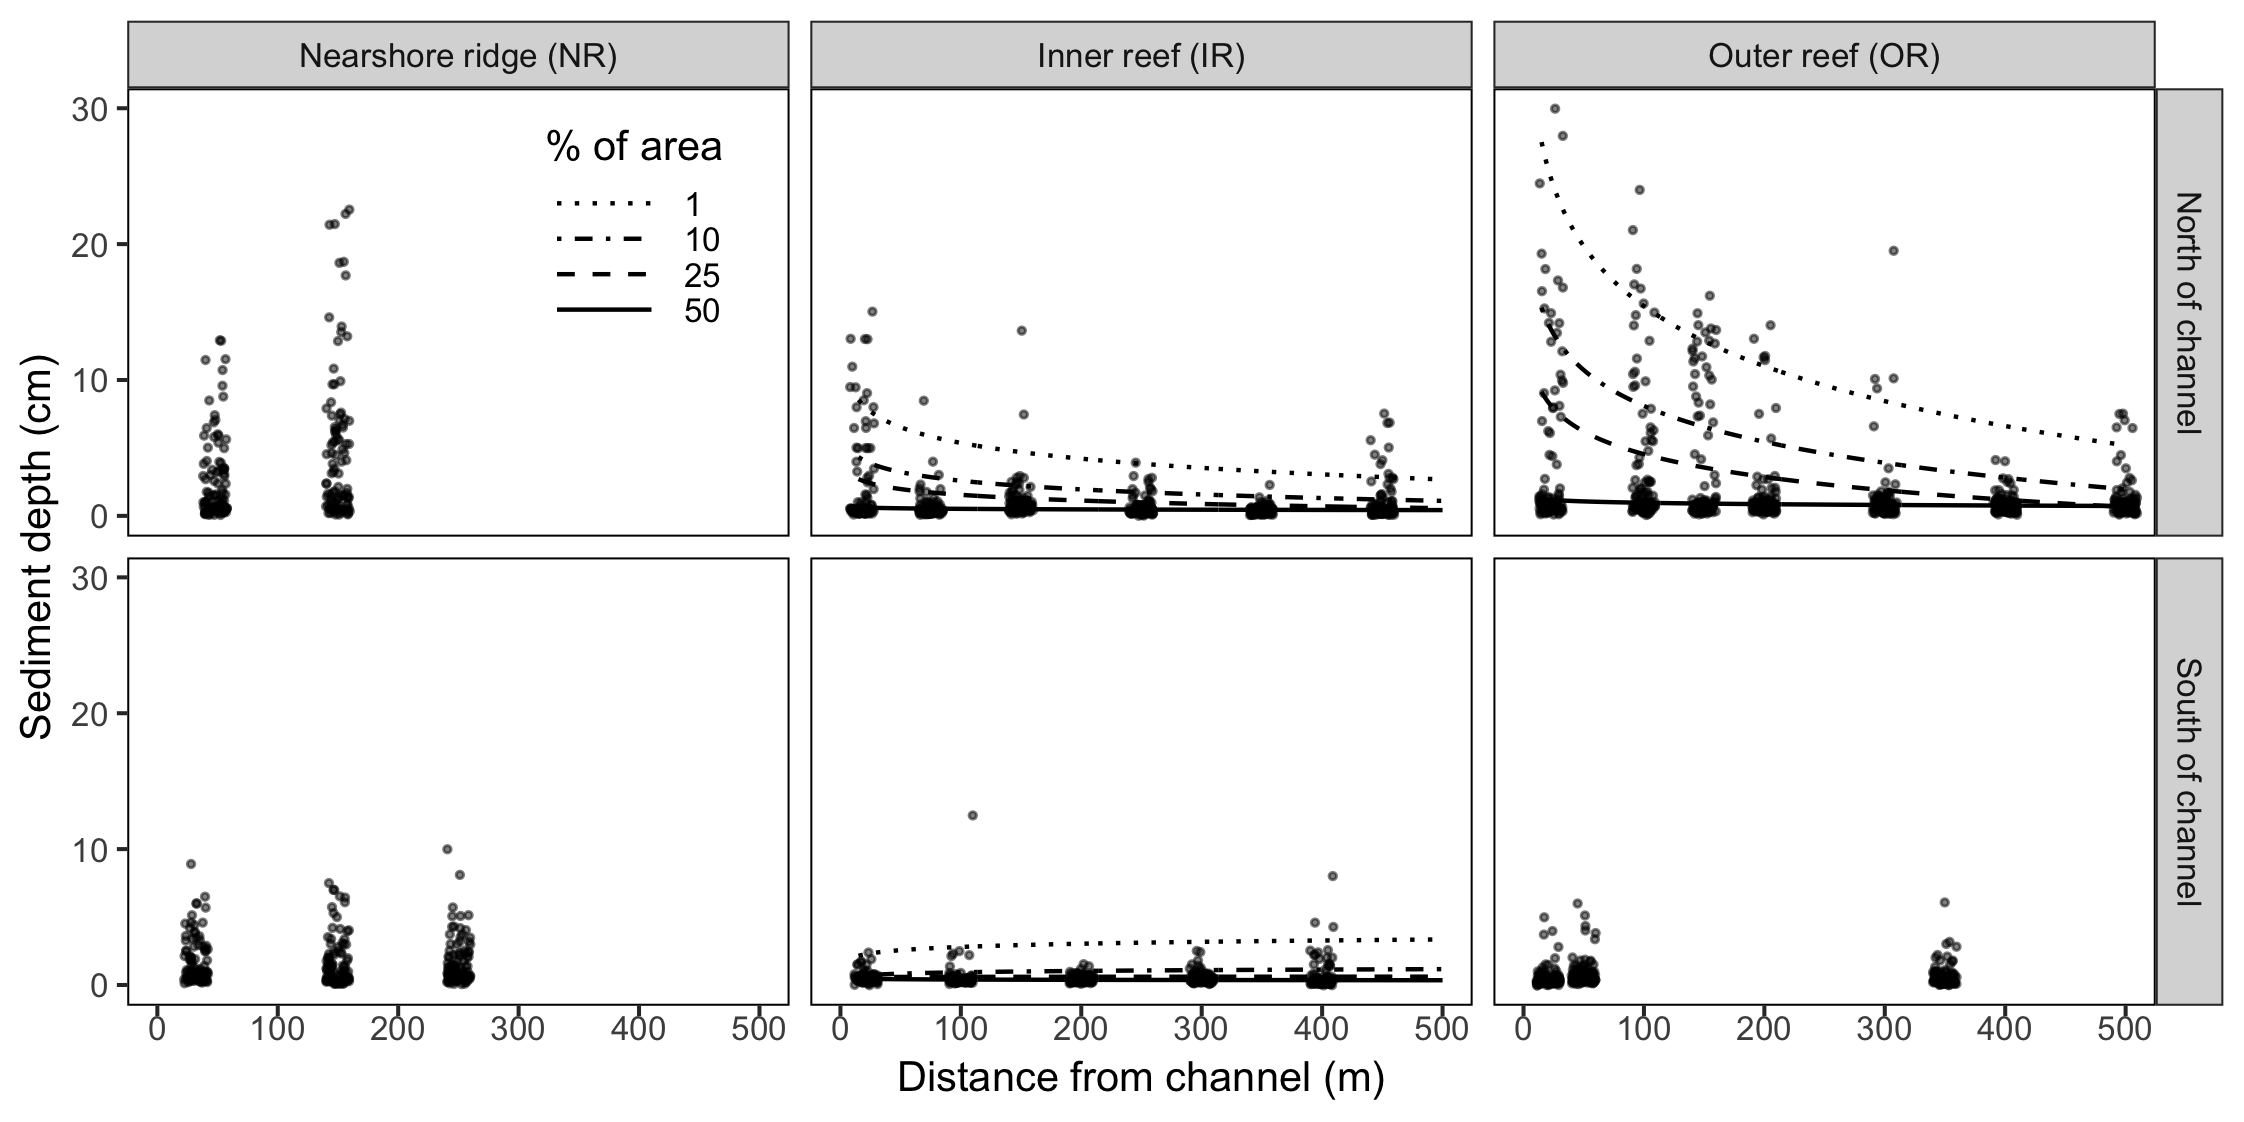 Nearshore ridge (NR)
Inner reef (IR)
Outer reef (OR)
% of area
1
10
25
50
30
20
10
0
North of channel
30
20
10
0
South of channel
Sediment depth (cm)
0 100 200 300 400 500
0 100 200 300 400 500
0 100 200 300 400 500
Distance from channel (m)